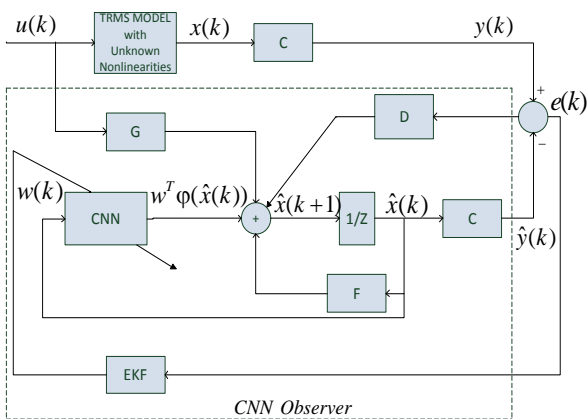 u(k)
TRMS MODEL
with
Unknown
Nonlinearities
x(k)
C
y(k)
+
e(k)
−
G
D
w(k)
CNN
w^T φ(x̂(k))
+
x̂(k+1)
1/Z
x̂(k)
C
ŷ(k)
F
EKF
CNN Observer